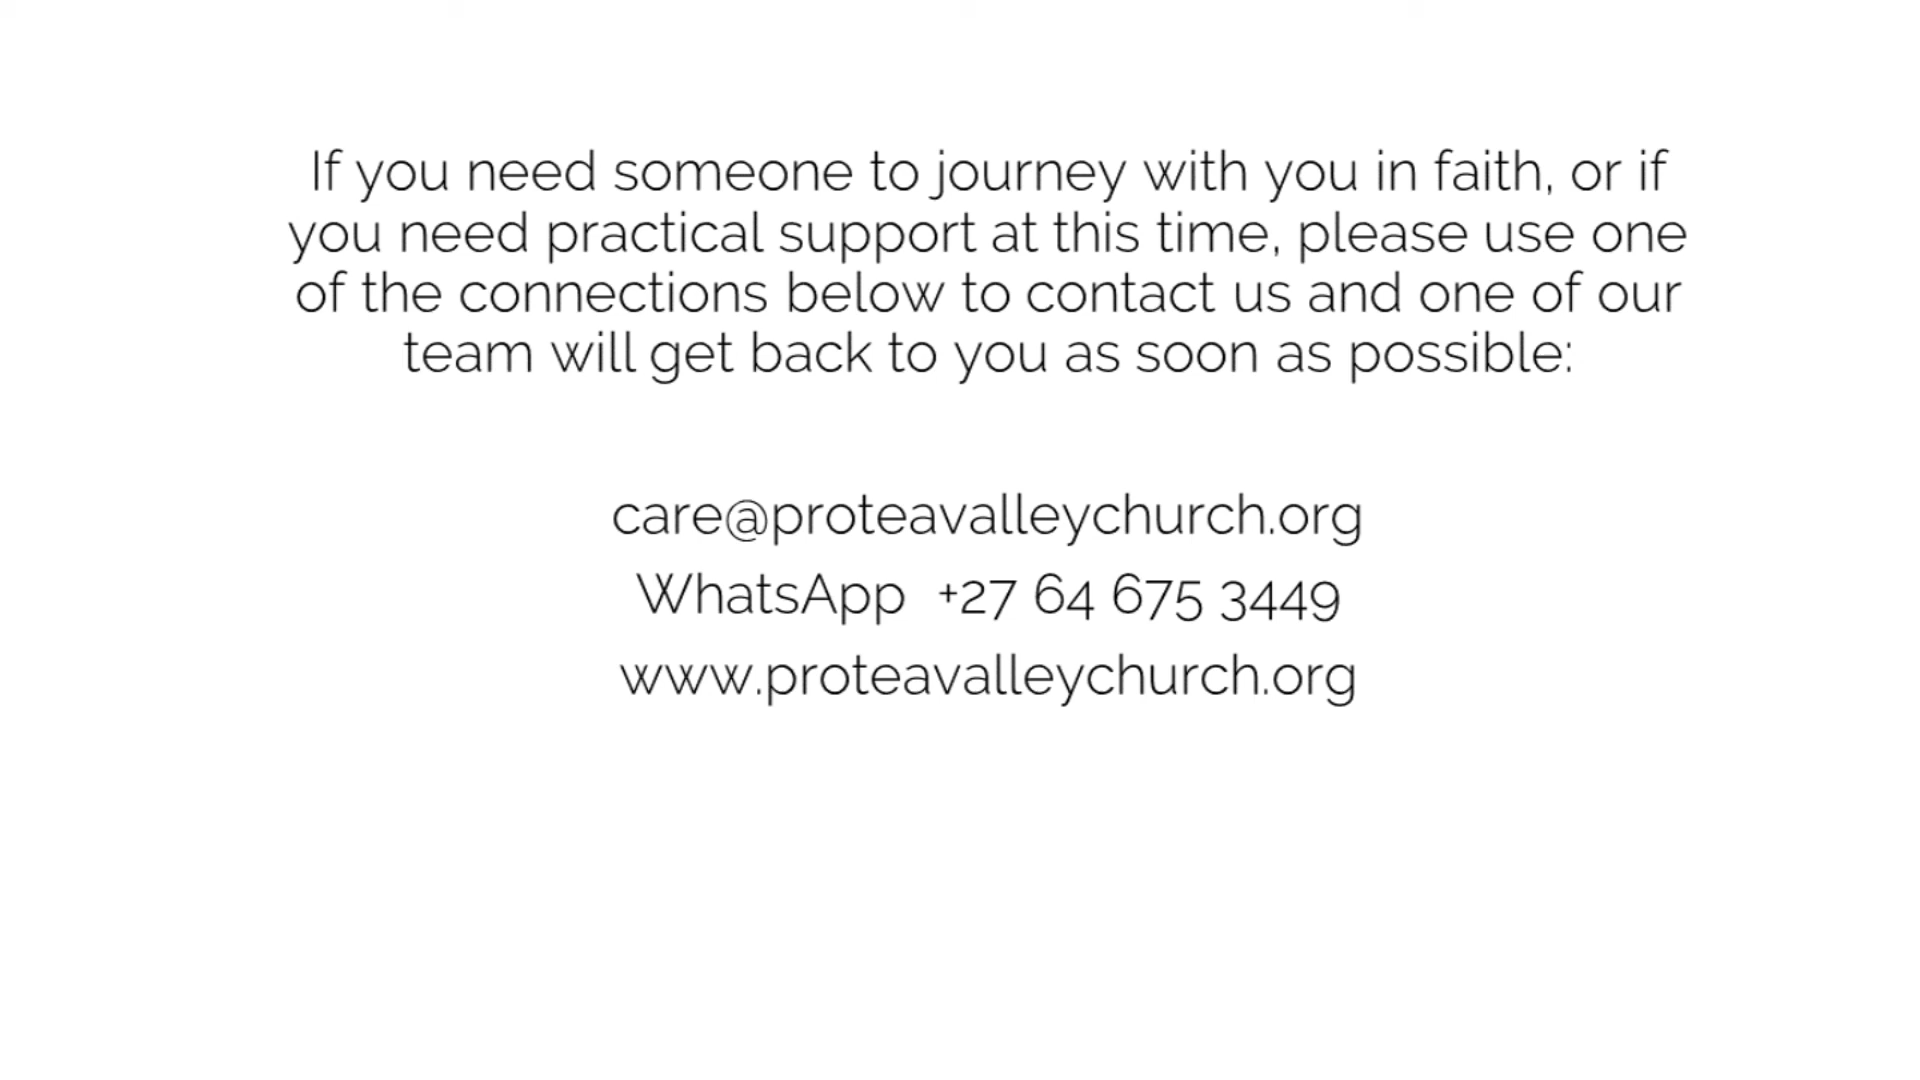 If you need someone to journey with you in faith, or if
you need practical support at this time, please use one
of the connections below to contact us and one of our
team will get back to you as soon as possible:
care@proteavalleychurch.org
WhatsApp +27 64 675 3449
www.proteavalleychurch.org